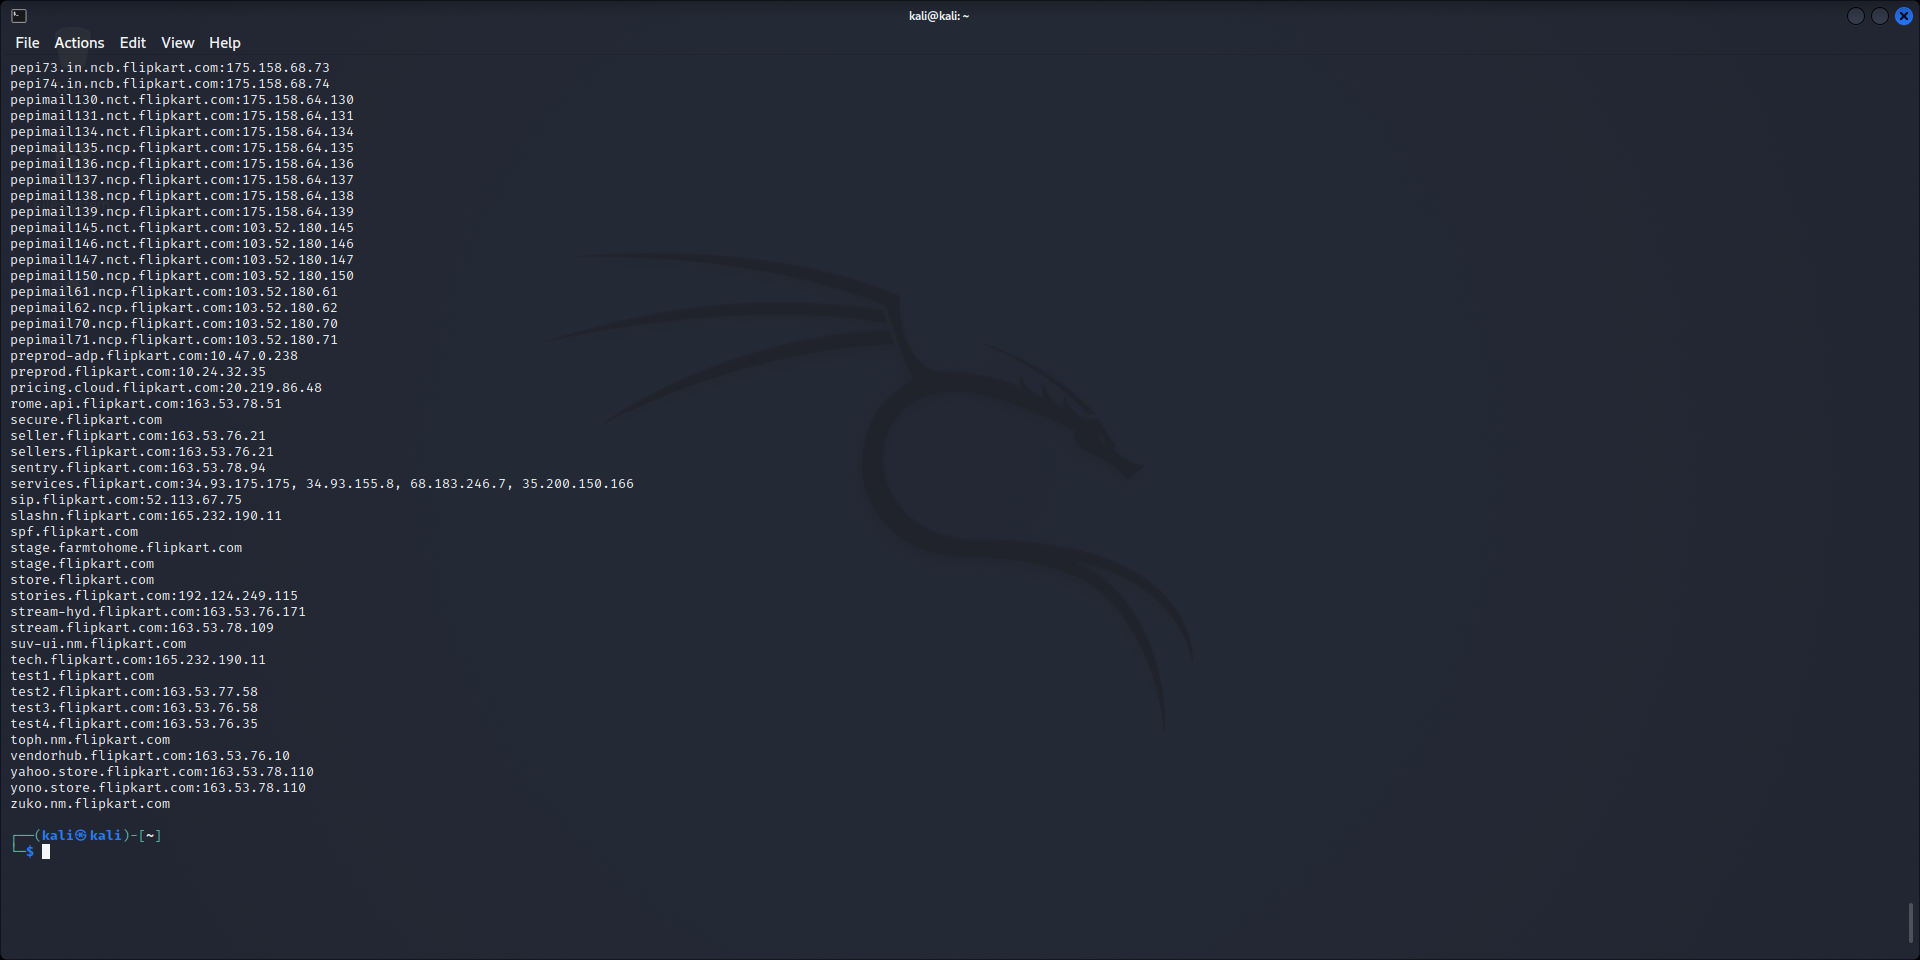 kali@kali: ~
File Actions Edit View Help
pepi73.in.ncb.flipkart.com:175.158.68.73
pepi74.in.ncb.flipkart.com:175.158.68.74
pepimail130.nct.flipkart.com:175.158.64.130
pepimail131.nct.flipkart.com:175.158.64.131
pepimail134.nct.flipkart.com:175.158.64.134
pepimail135.ncp.flipkart.com:175.158.64.135
pepimail136.ncp.flipkart.com:175.158.64.136
pepimail137.ncp.flipkart.com:175.158.64.137
pepimail138.ncp.flipkart.com:175.158.64.138
pepimail139.ncp.flipkart.com:175.158.64.139
pepimail145.nct.flipkart.com:103.52.180.145
pepimail146.nct.flipkart.com:103.52.180.146
pepimail147.nct.flipkart.com:103.52.180.147
pepimail150.ncp.flipkart.com:103.52.180.150
pepimail61.ncp.flipkart.com:103.52.180.61
pepimail62.ncp.flipkart.com:103.52.180.62
pepimail70.ncp.flipkart.com:103.52.180.70
pepimail71.ncp.flipkart.com:103.52.180.71
preprod-adp.flipkart.com:10.47.0.238
preprod.flipkart.com:10.24.32.35
pricing.cloud.flipkart.com:20.219.86.48
rome.api.flipkart.com:163.53.78.51
secure.flipkart.com
seller.flipkart.com:163.53.76.21
sellers.flipkart.com:163.53.76.21
sentry.flipkart.com:163.53.78.94
services.flipkart.com:34.93.175.175, 34.93.155.8, 68.183.246.7, 35.200.150.166
sip.flipkart.com:52.113.67.75
slashn.flipkart.com:165.232.190.11
spf.flipkart.com
stage.farmtohome.flipkart.com
stage.flipkart.com
store.flipkart.com
stories.flipkart.com:192.124.249.115
stream-hyd.flipkart.com:163.53.76.171
stream.flipkart.com:163.53.78.109
suv-ui.nm.flipkart.com
tech.flipkart.com:165.232.190.11
test1.flipkart.com
test2.flipkart.com:163.53.77.58
test3.flipkart.com:163.53.76.58
test4.flipkart.com:163.53.76.35
toph.nm.flipkart.com
vendorhub.flipkart.com:163.53.76.10
yahoo.store.flipkart.com:163.53.78.110
yono.store.flipkart.com:163.53.78.110
zuko.nm.flipkart.com
┌──(kali㉿kali)-[~]
└─$